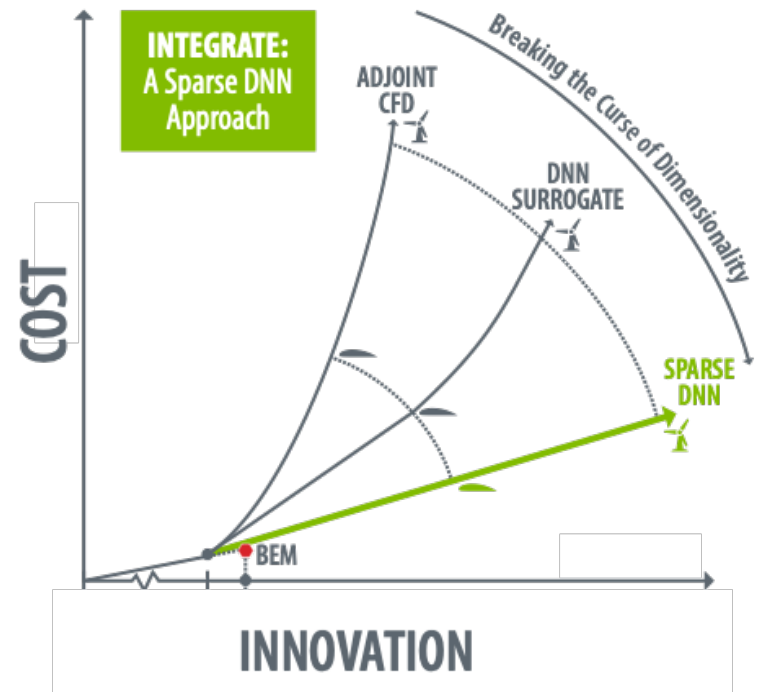 INTEGRATE:
A Sparse DNN
Approach
Breaking the Curse of Dimensionality
ADJOINT
CFD
DNN
SURROGATE
COST
SPARSE
DNN
BEM
INNOVATION